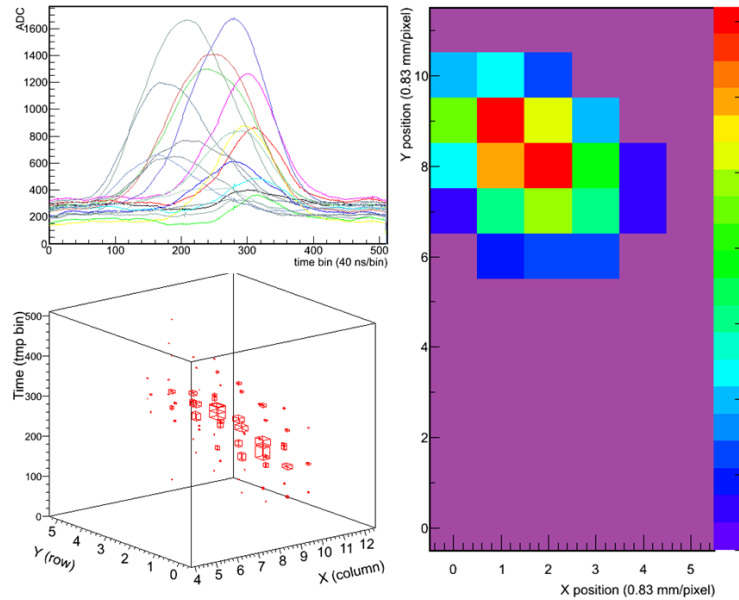 ADC
1600
1400
1200
1000
800
600
400
200
0
0 100 200 300 400 500
time bin (40 ns/bin)
Time (tmp bin)
500
400
300
200
100
0
5 4 3 2 1 0
Y (row)
4 5 6 7 8 9 10 11 12
X (column)
Y position (0.83 mm/pixel)
10
8
6
4
2
0
0 1 2 3 4 5
X position (0.83 mm/pixel)